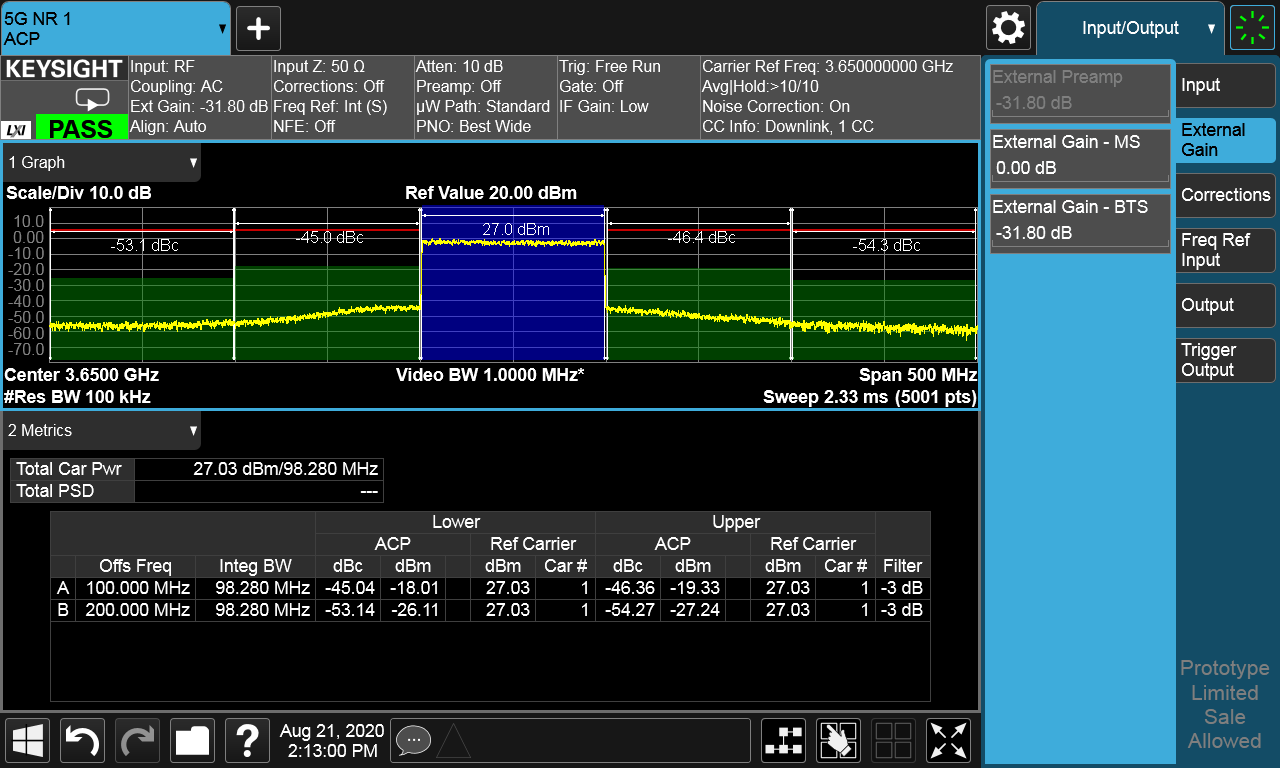 5G NR 1
ACP
Input/Output
KEYSIGHT
LXI
PASS
Input: RF
Coupling: AC
Ext Gain: -31.80 dB
Align: Auto
Input Z: 50 Ω
Corrections: Off
Freq Ref: Int (S)
NFE: Off
Atten: 10 dB
Preamp: Off
µW Path: Standard
PNO: Best Wide
Trig: Free Run
Gate: Off
IF Gain: Low
Carrier Ref Freq: 3.650000000 GHz
Avg|Hold:>10/10
Noise Correction: On
CC Info: Downlink, 1 CC
1 Graph
Scale/Div 10.0 dB
Ref Value 20.00 dBm
10.0
0.00
-10.0
-20.0
-30.0
-40.0
-50.0
-60.0
-70.0
-53.1 dBc
-45.0 dBc
27.0 dBm
-46.4 dBc
-54.3 dBc
Center 3.6500 GHz
Video BW 1.0000 MHz*
Span 500 MHz
#Res BW 100 kHz
Sweep 2.33 ms (5001 pts)
2 Metrics
Total Car Pwr 27.03 dBm/98.280 MHz
Total PSD ---
Lower Upper
ACP Ref Carrier ACP Ref Carrier
Offs Freq Integ BW dBc dBm dBm Car # dBc dBm dBm Car # Filter
A 100.000 MHz 98.280 MHz -45.04 -18.01 27.03 1 -46.36 -19.33 27.03 1 -3 dB
B 200.000 MHz 98.280 MHz -53.14 -26.11 27.03 1 -54.27 -27.24 27.03 1 -3 dB
External Preamp
-31.80 dB
External Gain - MS
0.00 dB
External Gain - BTS
-31.80 dB
Input
External
Gain
Corrections
Freq Ref
Input
Output
Trigger
Output
Prototype
Limited
Sale
Allowed
?
Aug 21, 2020
2:13:00 PM